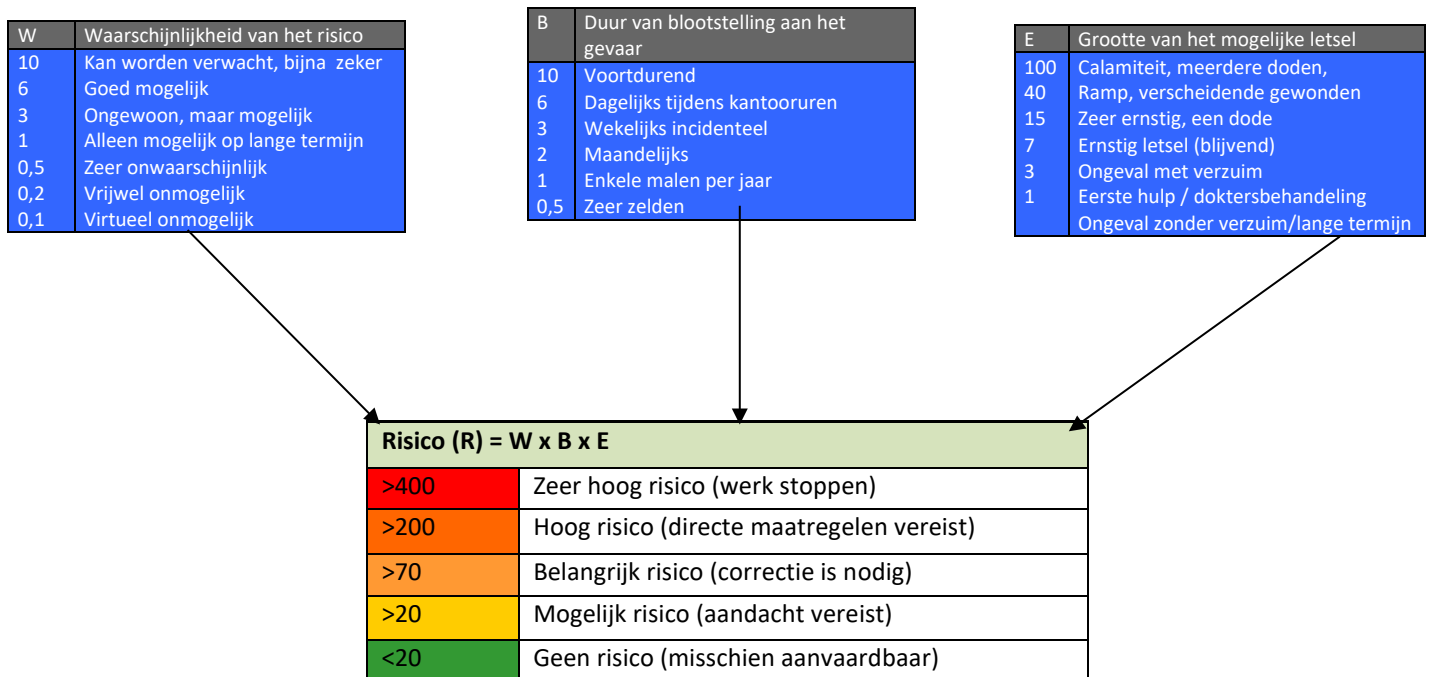 W Waarschijnlijkheid van het risico
10 Kan worden verwacht, bijna zeker
6 Goed mogelijk
3 Ongewoon, maar mogelijk
1 Alleen mogelijk op lange termijn
0,5 Zeer onwaarschijnlijk
0,2 Vrijwel onmogelijk
0,1 Virtueel onmogelijk
B Duur van blootstelling aan het
gevaar
10 Voortdurend
6 Dagelijks tijdens kantooruren
3 Wekelijks incidenteel
2 Maandelijks
1 Enkele malen per jaar
0,5 Zeer zelden
E Grootte van het mogelijke letsel
100 Calamiteit, meerdere doden,
40 Ramp, verscheidende gewonden
15 Zeer ernstig, een dode
7 Ernstig letsel (blijvend)
3 Ongeval met verzuim
1 Eerste hulp / doktersbehandeling
Ongeval zonder verzuim/lange termijn
Risico (R) = W x B x E
>400 Zeer hoog risico (werk stoppen)
>200 Hoog risico (directe maatregelen vereist)
>70 Belangrijk risico (correctie is nodig)
>20 Mogelijk risico (aandacht vereist)
<20 Geen risico (misschien aanvaardbaar)